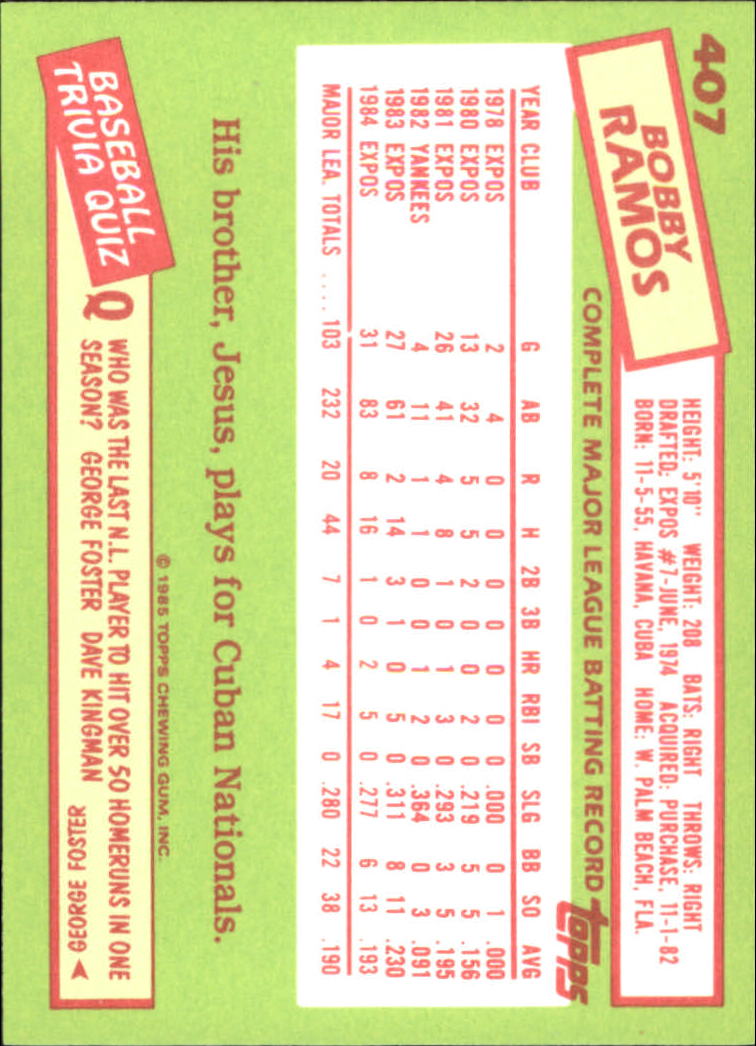 407
BOBBY
RAMOS
HEIGHT: 5'10" WEIGHT: 208 BATS: RIGHT THROWS: RIGHT
DRAFTED: EXPOS #7-JUNE, 1974 ACQUIRED: PURCHASE, 11-1-82
BORN: 11-5-55, HAVANA, CUBA HOME: W. PALM BEACH, FLA.
COMPLETE MAJOR LEAGUE BATTING RECORD
topps
YEAR CLUB G AB R H 2B 3B HR RBI SB SLG BB SO AVG
1978 EXPOS 2 4 0 0 0 0 0 0 0 .000 0 1 .000
1980 EXPOS 13 32 5 5 2 0 0 2 0 .219 5 5 .156
1981 EXPOS 26 41 4 8 1 0 1 3 0 .293 3 5 .195
1982 YANKEES 4 11 1 1 0 0 1 2 0 .364 0 3 .091
1983 EXPOS 27 61 2 14 3 1 0 5 0 .311 8 11 .230
1984 EXPOS 31 83 8 16 1 0 2 5 0 .277 6 13 .193
MAJOR LEA. TOTALS .... 103 232 20 44 7 1 4 17 0 .280 22 38 .190
His brother, Jesus, plays for Cuban Nationals.
© 1985 TOPPS CHEWING GUM, INC.
BASEBALL
TRIVIA QUIZ
Q WHO WAS THE LAST N.L. PLAYER TO HIT OVER 50 HOMERUNS IN ONE
SEASON? GEORGE FOSTER DAVE KINGMAN
GEORGE FOSTER